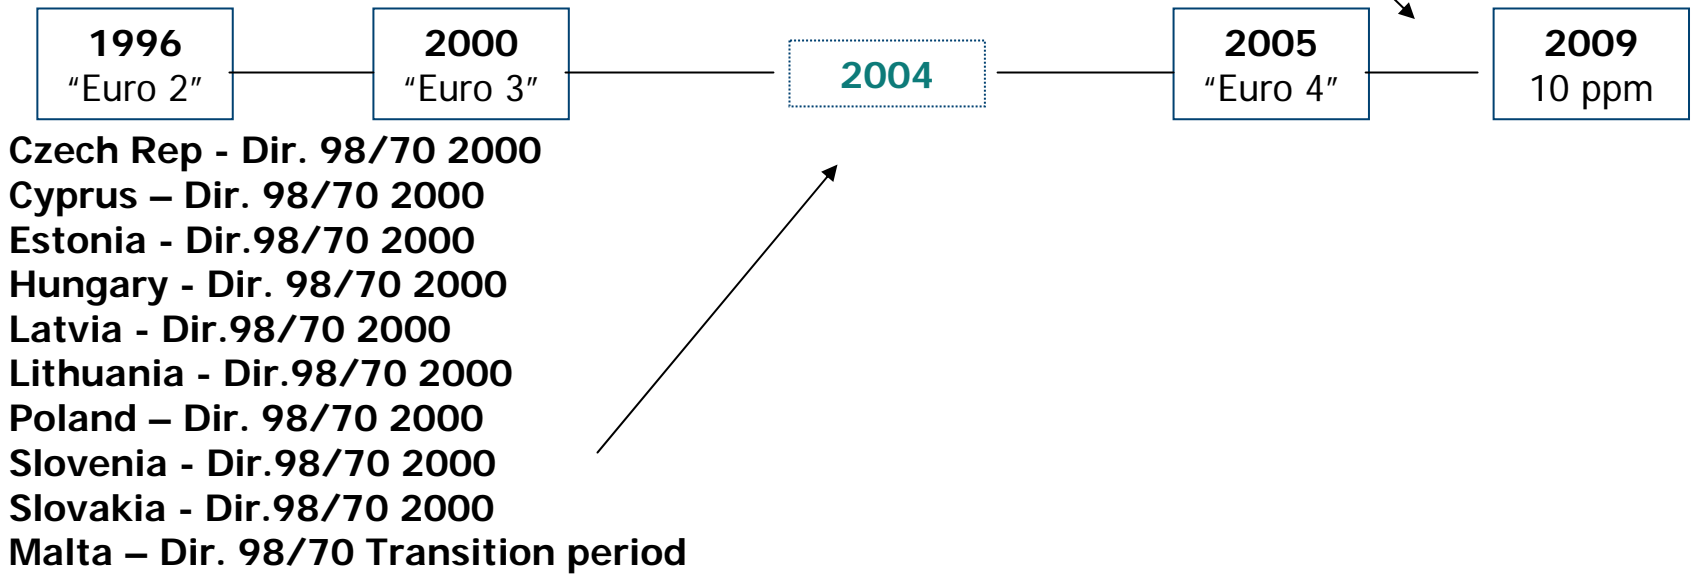 1996
“Euro 2”
2000
“Euro 3”
2004
2005
“Euro 4”
2009
10 ppm
Czech Rep - Dir. 98/70 2000
Cyprus – Dir. 98/70 2000
Estonia - Dir.98/70 2000
Hungary - Dir. 98/70 2000
Latvia - Dir.98/70 2000
Lithuania - Dir.98/70 2000
Poland – Dir. 98/70 2000
Slovenia - Dir.98/70 2000
Slovakia - Dir.98/70 2000
Malta – Dir. 98/70 Transition period